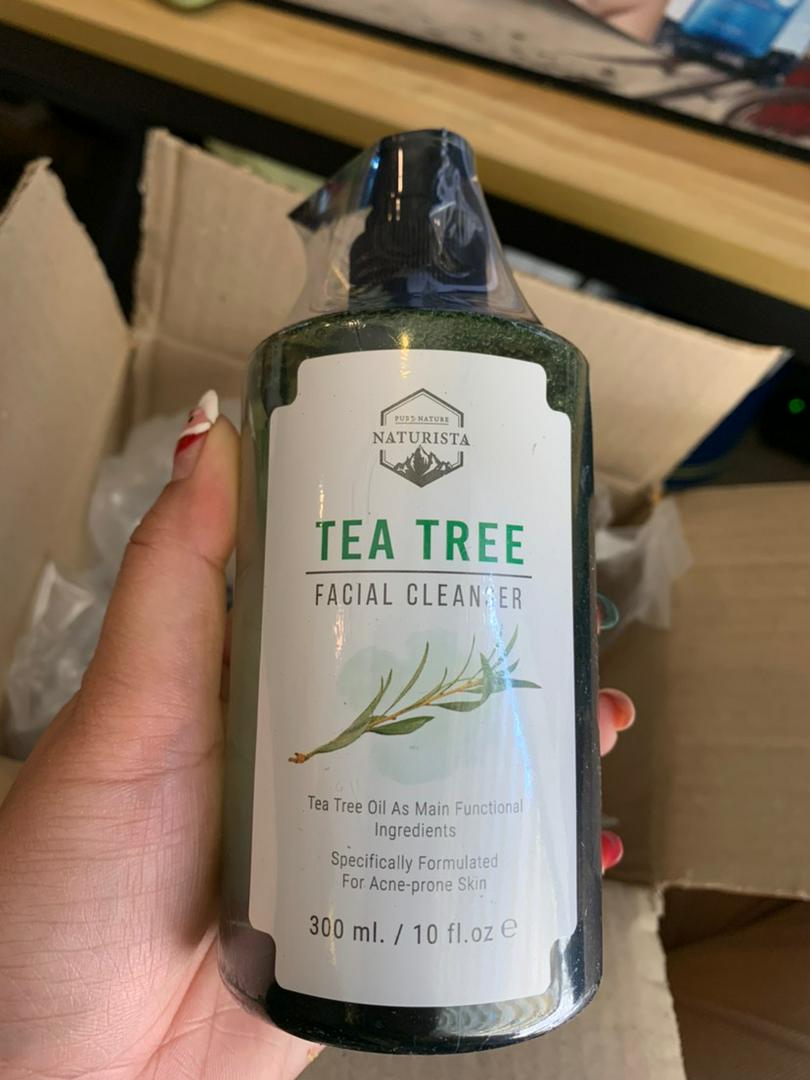 PURE NATURE
NATURISTA
TEA TREE
FACIAL CLEANSER
Tea Tree Oil As Main Functional
Ingredients
Specifically Formulated
For Acne-prone Skin
300 ml. / 10 fl.oz ℮